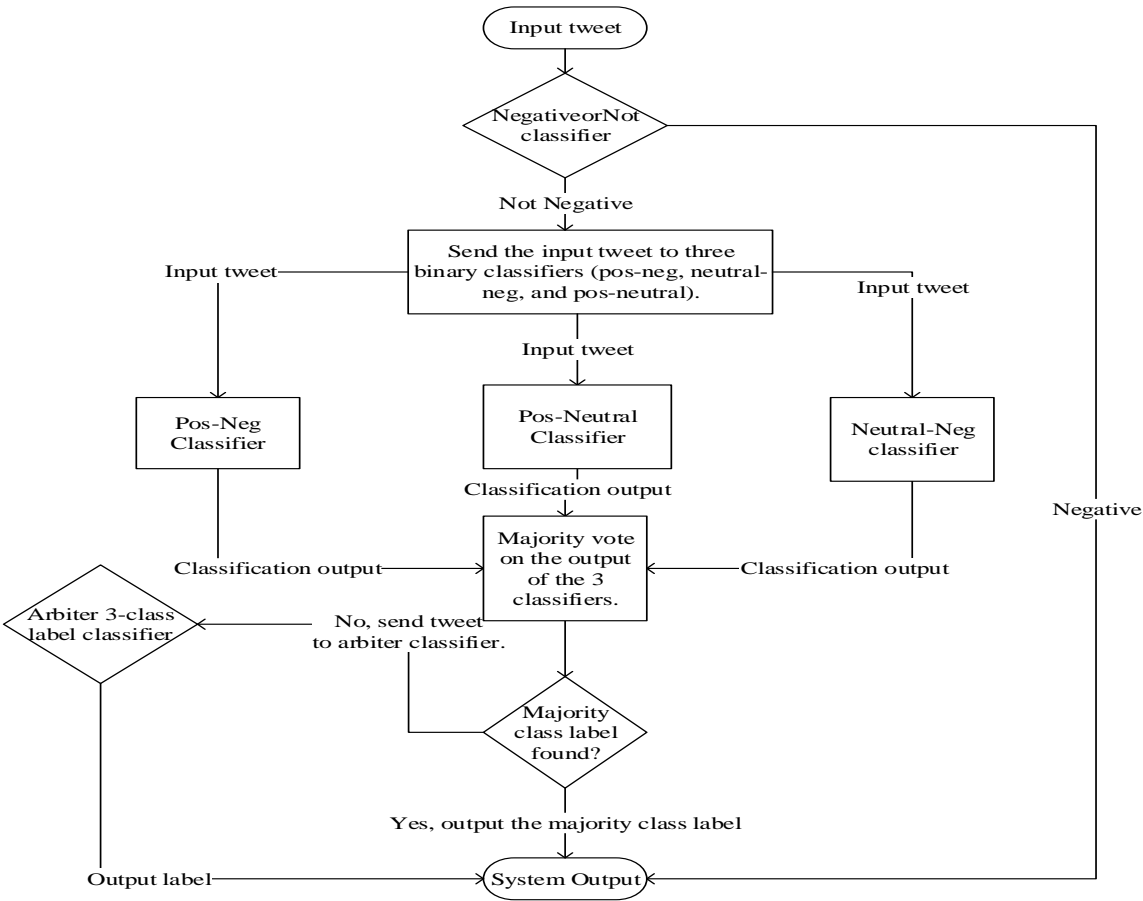 Input tweet
NegativeorNot
classifier
Not Negative
Send the input tweet to three
binary classifiers (pos-neg, neutral-
neg, and pos-neutral).
Input tweet
Input tweet
Input tweet
Pos-Neg
Classifier
Pos-Neutral
Classifier
Neutral-Neg
classifier
Classification output
Negative
Majority vote
on the output
of the 3
classifiers.
Classification output
Classification output
Arbiter 3-class
label classifier
No, send tweet
to arbiter classifier.
Majority
class label
found?
Yes, output the majority class label
Output label
System Output